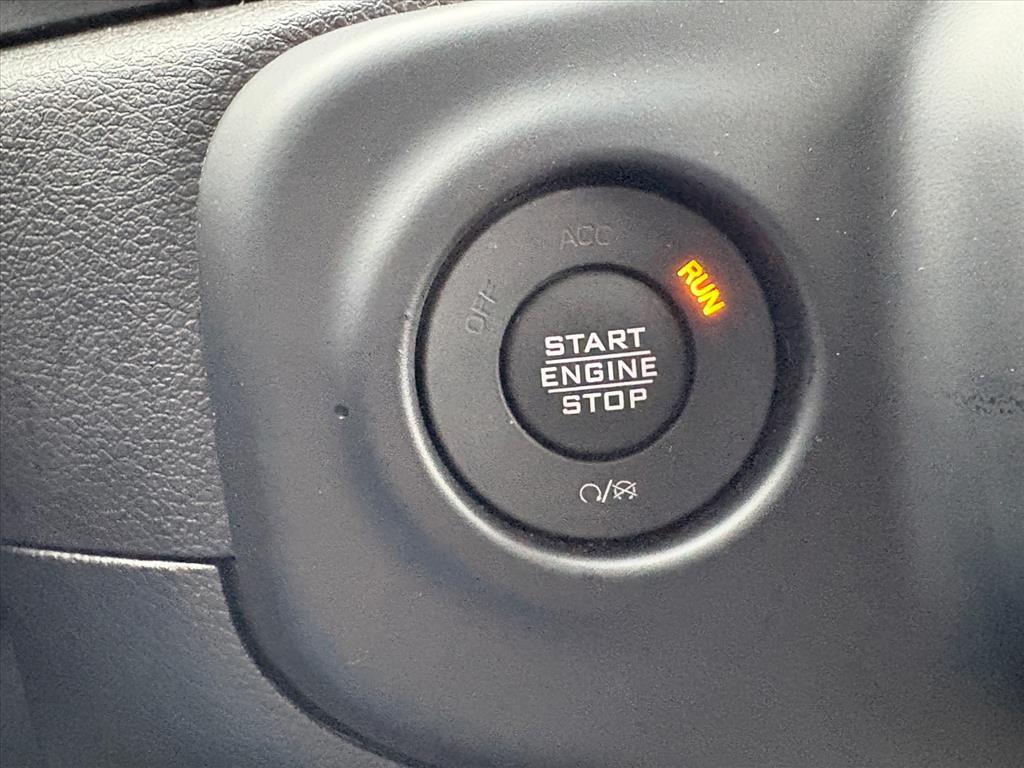 ACC
RUN
OFF
START
ENGINE
STOP